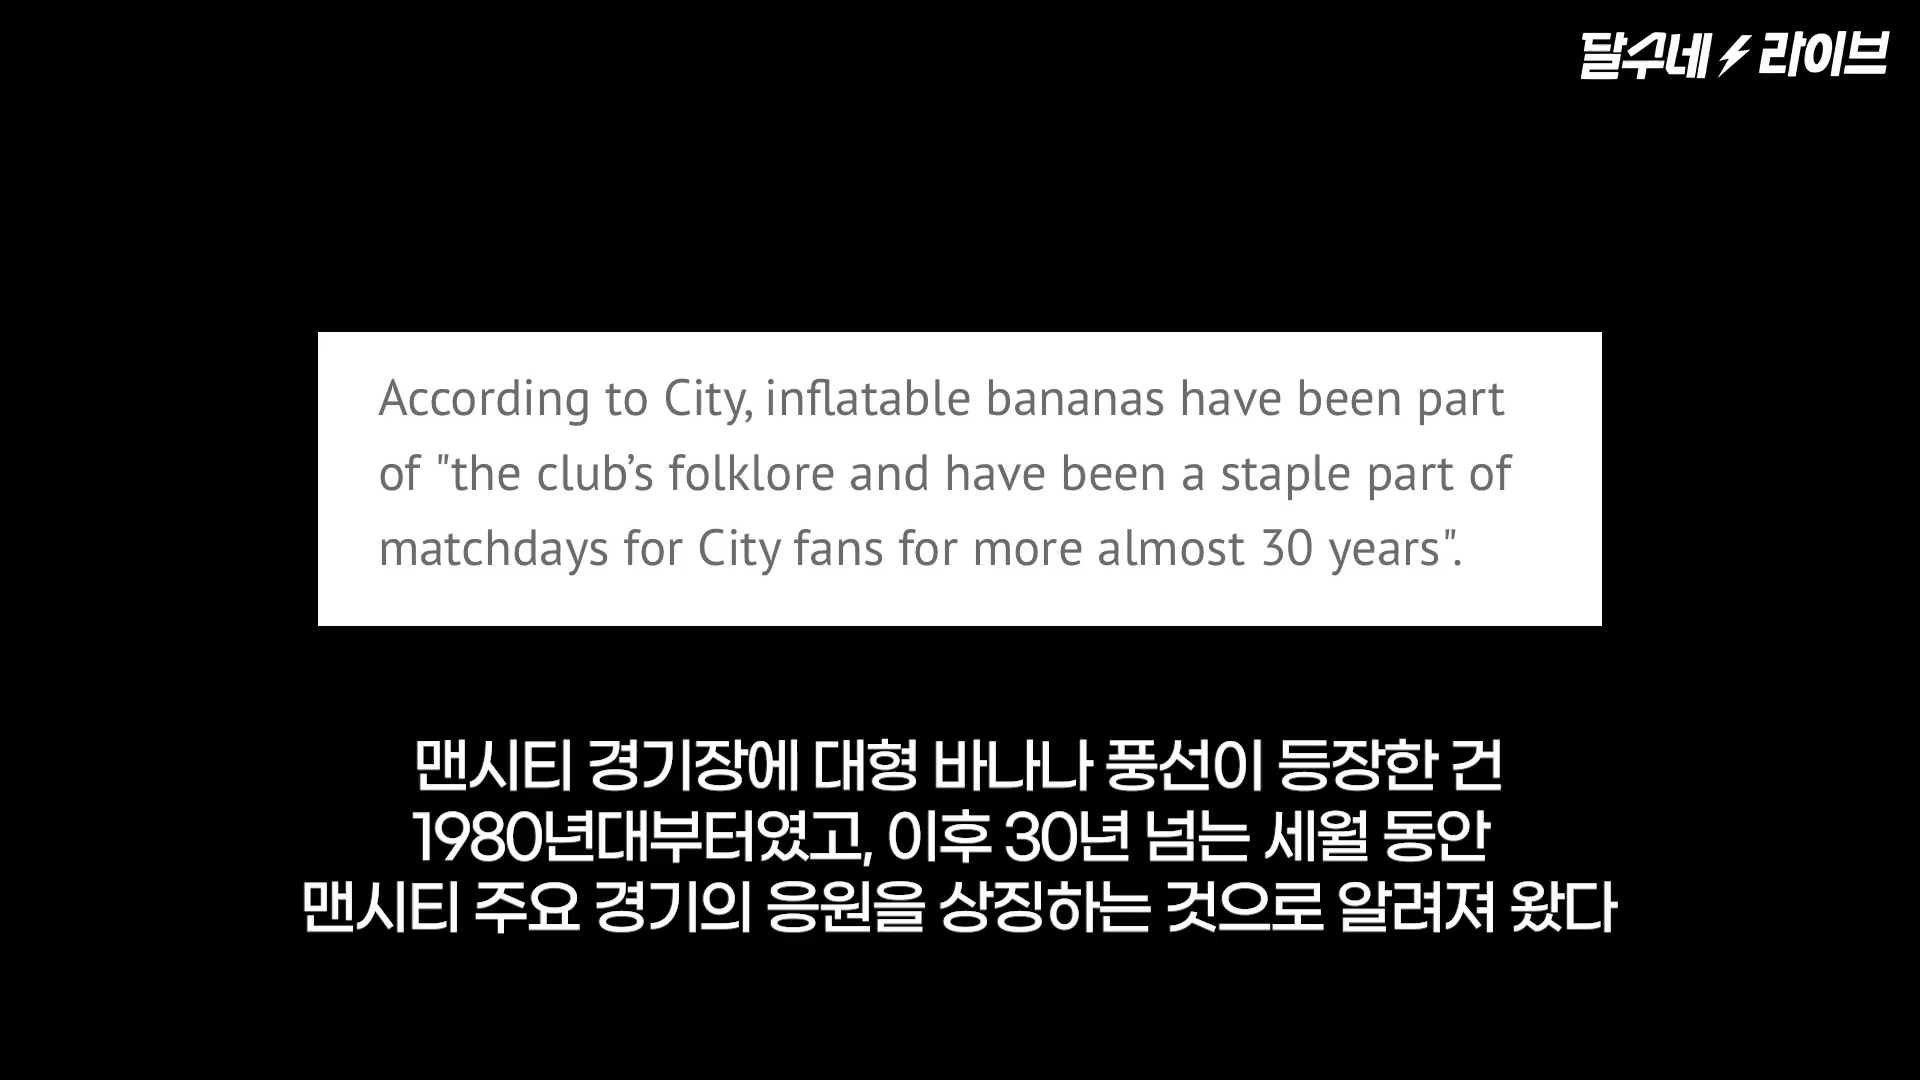 달수네⚡라이브
According to City, inflatable bananas have been part
of "the club’s folklore and have been a staple part of
matchdays for City fans for more almost 30 years".
맨시티 경기장에 대형 바나나 풍선이 등장한 건
1980년대부터였고, 이후 30년 넘는 세월 동안
맨시티 주요 경기의 응원을 상징하는 것으로 알려져 왔다